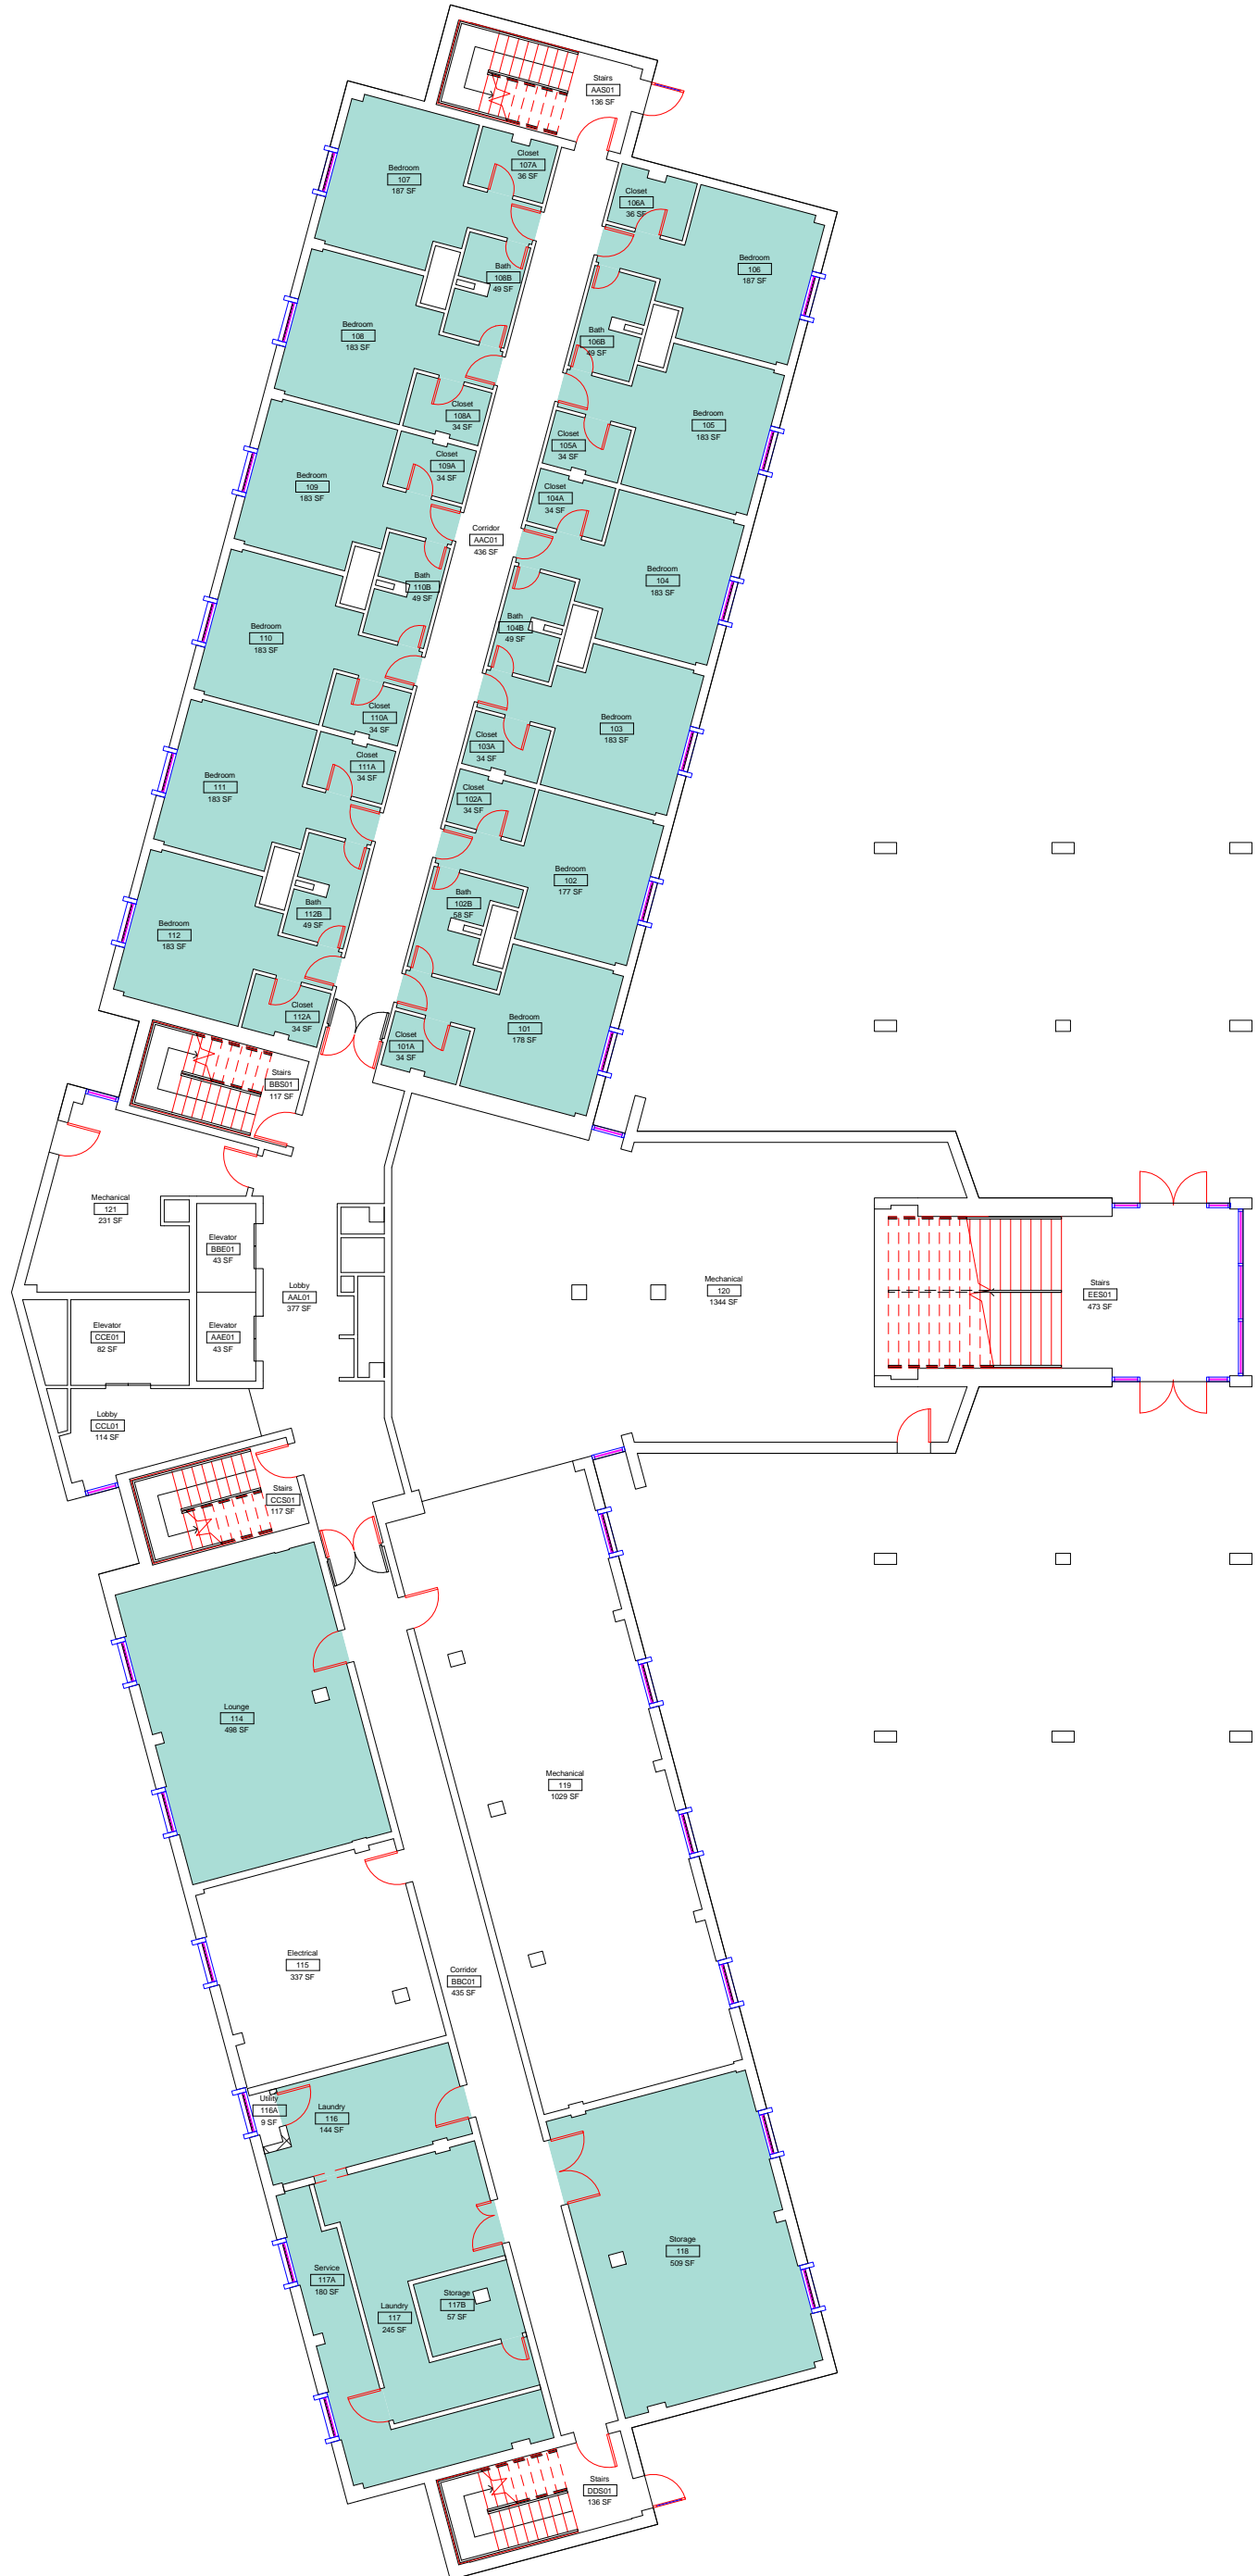 Stairs
AAS01
136 SF
Closet
107A
36 SF
Bedroom
107
187 SF
Closet
106A
36 SF
Bedroom
106
187 SF
Bath
108B
49 SF
Bedroom
108
183 SF
Bath
106B
49 SF
Closet
108A
34 SF
Bedroom
105
183 SF
Closet
105A
34 SF
Closet
109A
34 SF
Bedroom
109
183 SF
Closet
104A
34 SF
Corridor
AAC01
436 SF
Bedroom
104
183 SF
Bath
110B
49 SF
Bath
104B
49 SF
Bedroom
110
183 SF
Closet
110A
34 SF
Bedroom
103
183 SF
Closet
103A
34 SF
Closet
111A
34 SF
Bedroom
111
183 SF
Closet
102A
34 SF
Bedroom
102
177 SF
Bath
102B
58 SF
Bath
112B
49 SF
Bedroom
112
183 SF
Closet
112A
34 SF
Bedroom
101
178 SF
Closet
101A
34 SF
Stairs
BBS01
117 SF
Mechanical
121
231 SF
Elevator
BBE01
43 SF
Lobby
AAL01
377 SF
Mechanical
120
1344 SF
Stairs
EES01
473 SF
Elevator
CCE01
82 SF
Elevator
AAE01
43 SF
Lobby
CCL01
114 SF
Stairs
CCS01
117 SF
Lounge
114
498 SF
Mechanical
119
1029 SF
Electrical
115
337 SF
Corridor
BBC01
435 SF
Utility
116A
9 SF
Laundry
116
144 SF
Storage
118
509 SF
Service
117A
180 SF
Storage
117B
57 SF
Laundry
117
245 SF
Stairs
DDS01
136 SF